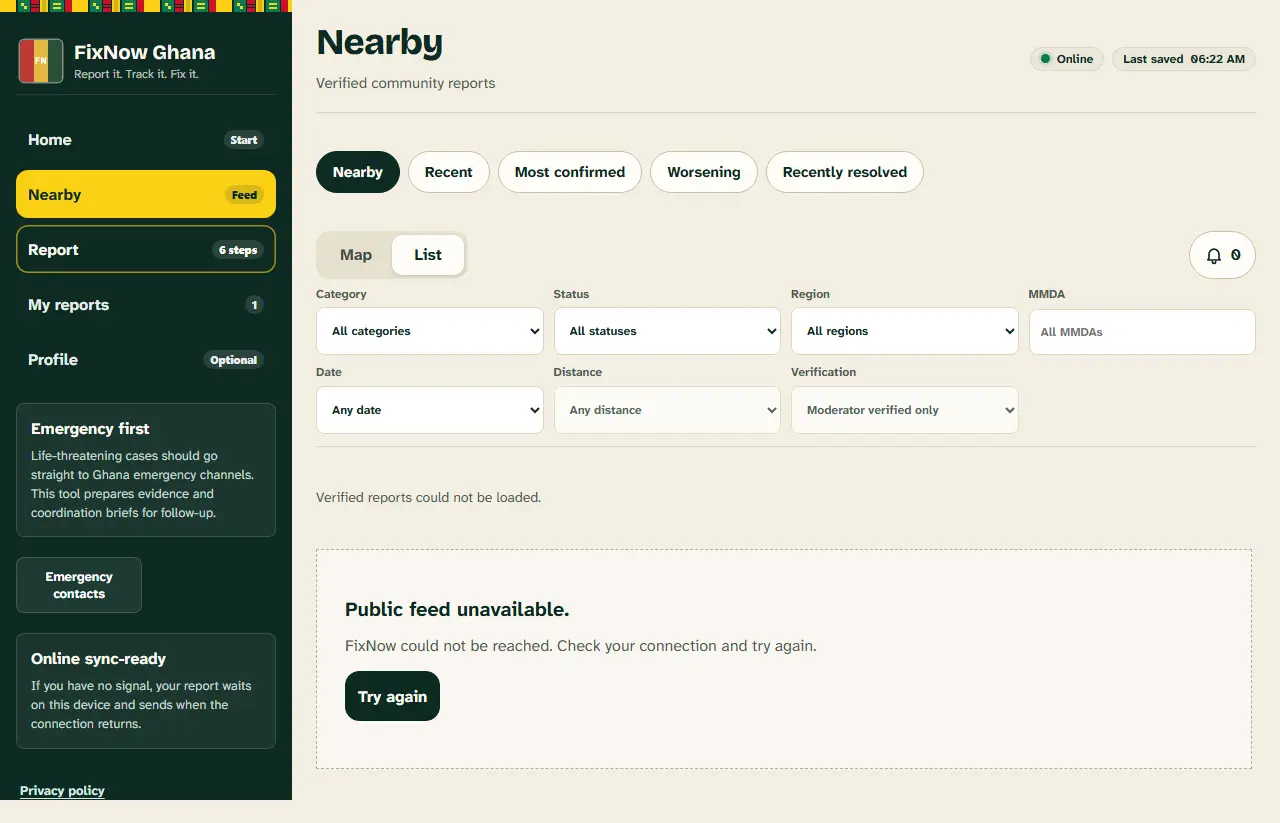 FN
FixNow Ghana
Report it. Track it. Fix it.
Home
Start
Nearby
Feed
Report
6 steps
My reports
1
Profile
Optional
Emergency first
Life-threatening cases should go
straight to Ghana emergency channels.
This tool prepares evidence and
coordination briefs for follow-up.
Emergency
contacts
Online sync-ready
If you have no signal, your report waits
on this device and sends when the
connection returns.
Privacy policy
Nearby
Verified community reports
Online
Last saved 06:22 AM
Nearby
Recent
Most confirmed
Worsening
Recently resolved
Map
List
0
Category
Status
Region
MMDA
All categories
All statuses
All regions
All MMDAs
Date
Distance
Verification
Any date
Any distance
Moderator verified only
Verified reports could not be loaded.
Public feed unavailable.
FixNow could not be reached. Check your connection and try again.
Try again